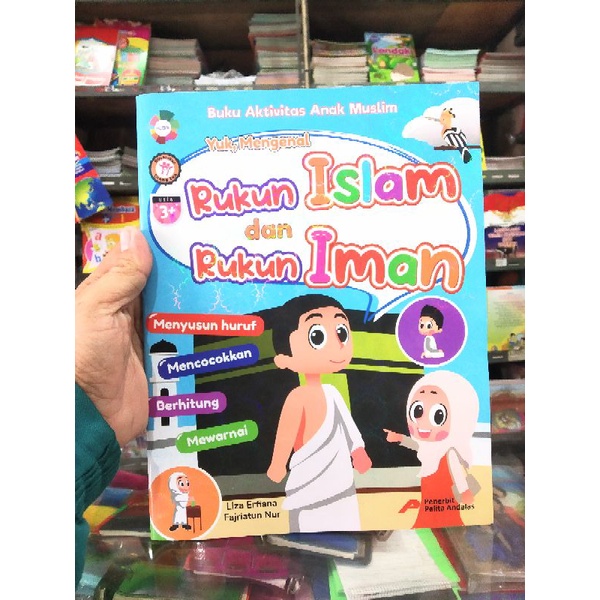 Buku Aktivitas Anak Muslim
Yuk, Mengenal
Rukun Islam
dan
Rukun Iman
USIA
3+
Menyusun huruf
Mencocokkan
Berhitung
Mewarnai
Liza Erfiana
Fajriatun Nur
Penerbit
Pelita Andalas